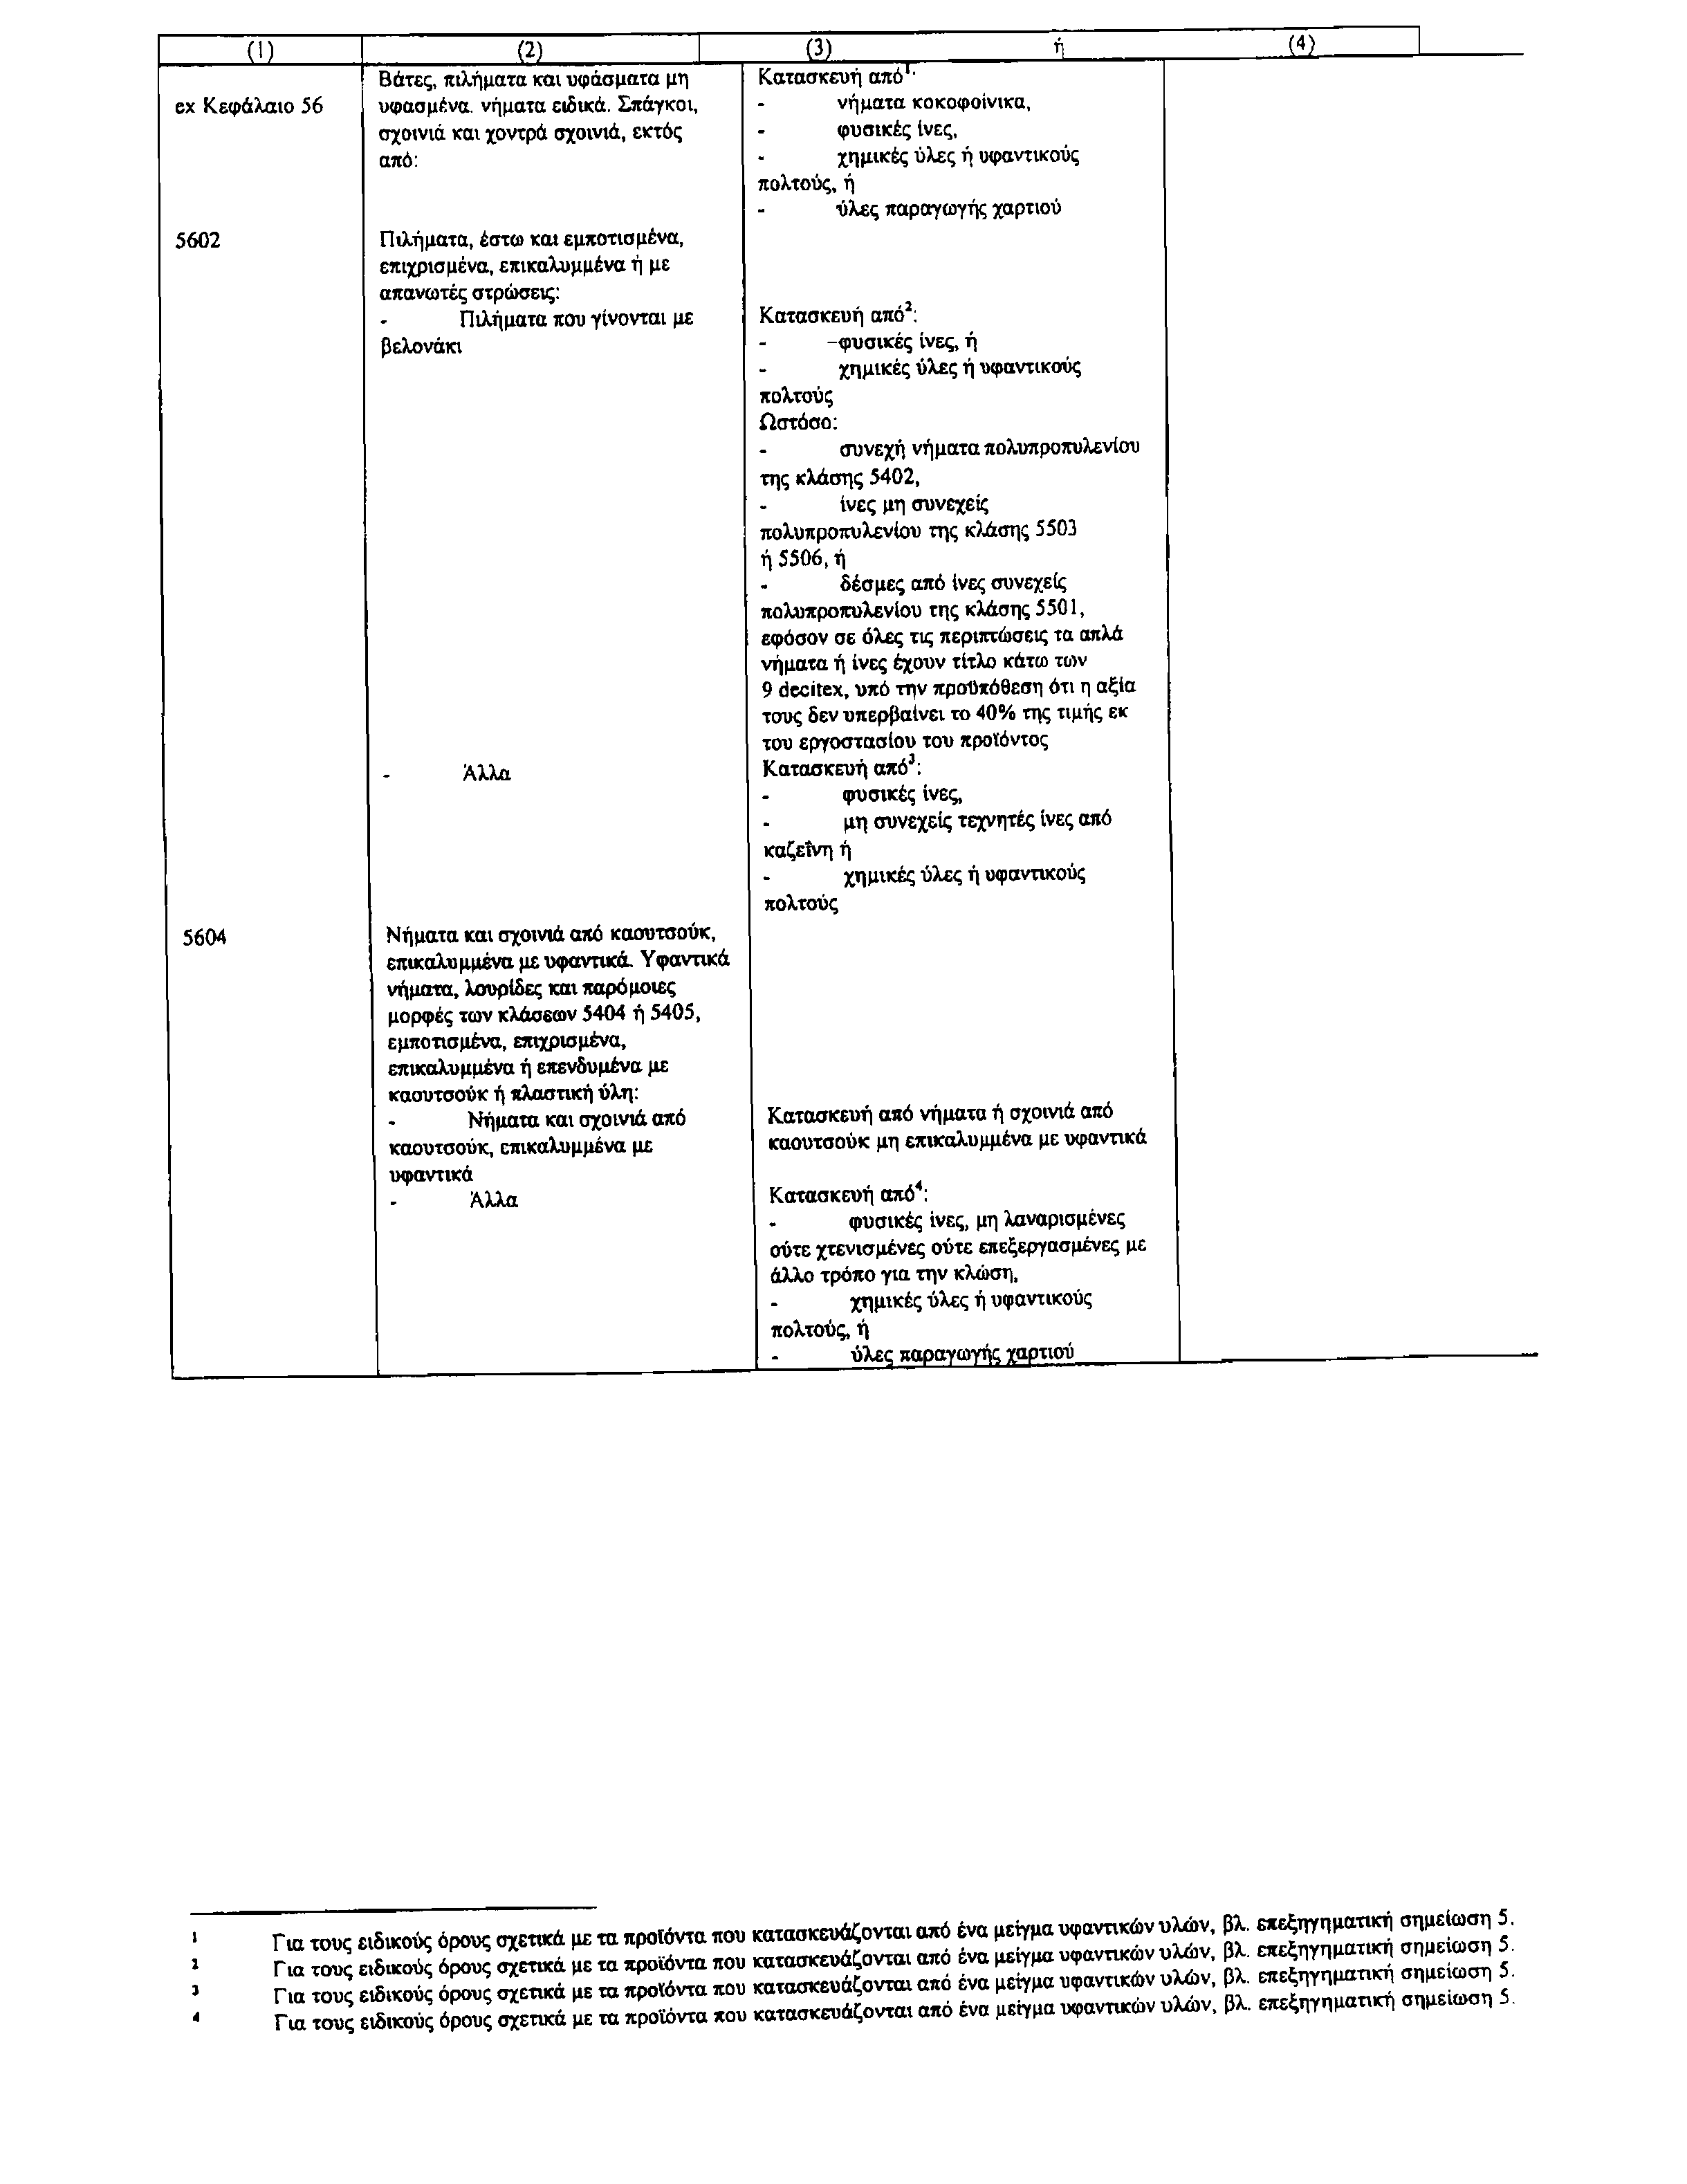 (1) (2) (3) ή (4)
ex Κεφάλαιο 56
Βάτες, πιλήματα και υφάσματα μη
υφασμένα. νήματα ειδικά. Σπάγκοι,
σχοινιά και χοντρά σχοινιά, εκτός
από:
Κατασκευή από¹:
- νήματα κοκοφοίνικα,
- φυσικές ίνες,
- χημικές ύλες ή υφαντικούς
πολτούς, ή
- ύλες παραγωγής χαρτιού
5602
Πιλήματα, έστω και εμποτισμένα,
επιχρισμένα, επικαλυμμένα ή με
απανωτές στρώσεις:
- Πιλήματα που γίνονται με
βελονάκι
Κατασκευή από²:
- -φυσικές ίνες, ή
- χημικές ύλες ή υφαντικούς
πολτούς
Ωστόσο:
- συνεχή νήματα πολυπροπυλενίου
της κλάσης 5402,
- ίνες μη συνεχείς
πολυπροπυλενίου της κλάσης 5503
ή 5506, ή
- δέσμες από ίνες συνεχείς
πολυπροπυλενίου της κλάσης 5501,
εφόσον σε όλες τις περιπτώσεις τα απλά
νήματα ή ίνες έχουν τίτλο κάτω των
9 decitex, υπό την προϋπόθεση ότι η αξία
τους δεν υπερβαίνει το 40% της τιμής εκ
του εργοστασίου του προϊόντος
- Άλλα
Κατασκευή από³:
- φυσικές ίνες,
- μη συνεχείς τεχνητές ίνες από
καζεΐνη ή
- χημικές ύλες ή υφαντικούς
πολτούς
5604
Νήματα και σχοινιά από καουτσούκ,
επικαλυμμένα με υφαντικά. Υφαντικά
νήματα, λουρίδες και παρόμοιες
μορφές των κλάσεων 5404 ή 5405,
εμποτισμένα, επιχρισμένα,
επικαλυμμένα ή επενδυμένα με
καουτσούκ ή πλαστική ύλη:
- Νήματα και σχοινιά από
καουτσούκ, επικαλυμμένα με
υφαντικά
Κατασκευή από νήματα ή σχοινιά από
καουτσούκ μη επικαλυμμένα με υφαντικά
- Άλλα
Κατασκευή από⁴:
- φυσικές ίνες, μη λαναρισμένες
ούτε χτενισμένες ούτε επεξεργασμένες με
άλλο τρόπο για την κλώση,
- χημικές ύλες ή υφαντικούς
πολτούς, ή
- ύλες παραγωγής χαρτιού
1 Για τους ειδικούς όρους σχετικά με τα προϊόντα που κατασκευάζονται από ένα μείγμα υφαντικών υλών, βλ. επεξηγηματική σημείωση 5.
2 Για τους ειδικούς όρους σχετικά με τα προϊόντα που κατασκευάζονται από ένα μείγμα υφαντικών υλών, βλ. επεξηγηματική σημείωση 5.
3 Για τους ειδικούς όρους σχετικά με τα προϊόντα που κατασκευάζονται από ένα μείγμα υφαντικών υλών, βλ. επεξηγηματική σημείωση 5.
4 Για τους ειδικούς όρους σχετικά με τα προϊόντα που κατασκευάζονται από ένα μείγμα υφαντικών υλών, βλ. επεξηγηματική σημείωση 5.